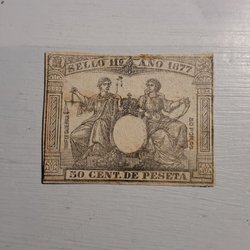 SELLO 11º AÑO 1877
50 CENT. DE PESETA